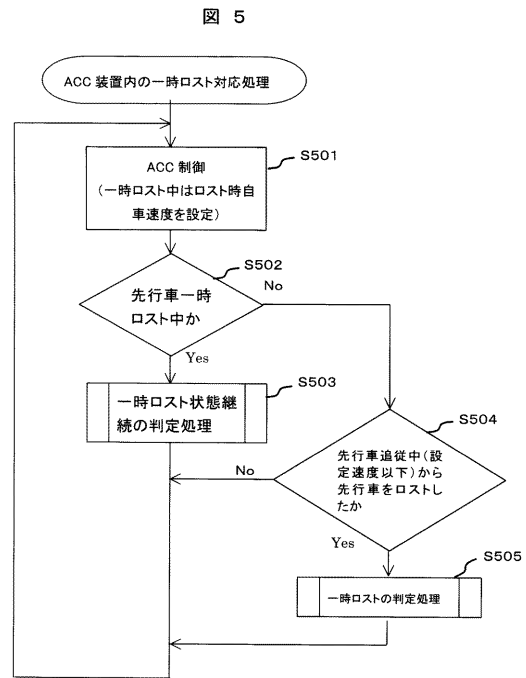 図 5
ACC 装置内の一時ロスト対応処理
S501
ACC 制御
(一時ロスト中はロスト時自
車速度を設定)
S502
先行車一時
ロスト中か
No
Yes
S503
一時ロスト状態継
続の判定処理
S504
先行車追従中(設
定速度以下)から
先行車をロストし
たか
No
Yes
S505
一時ロストの判定処理